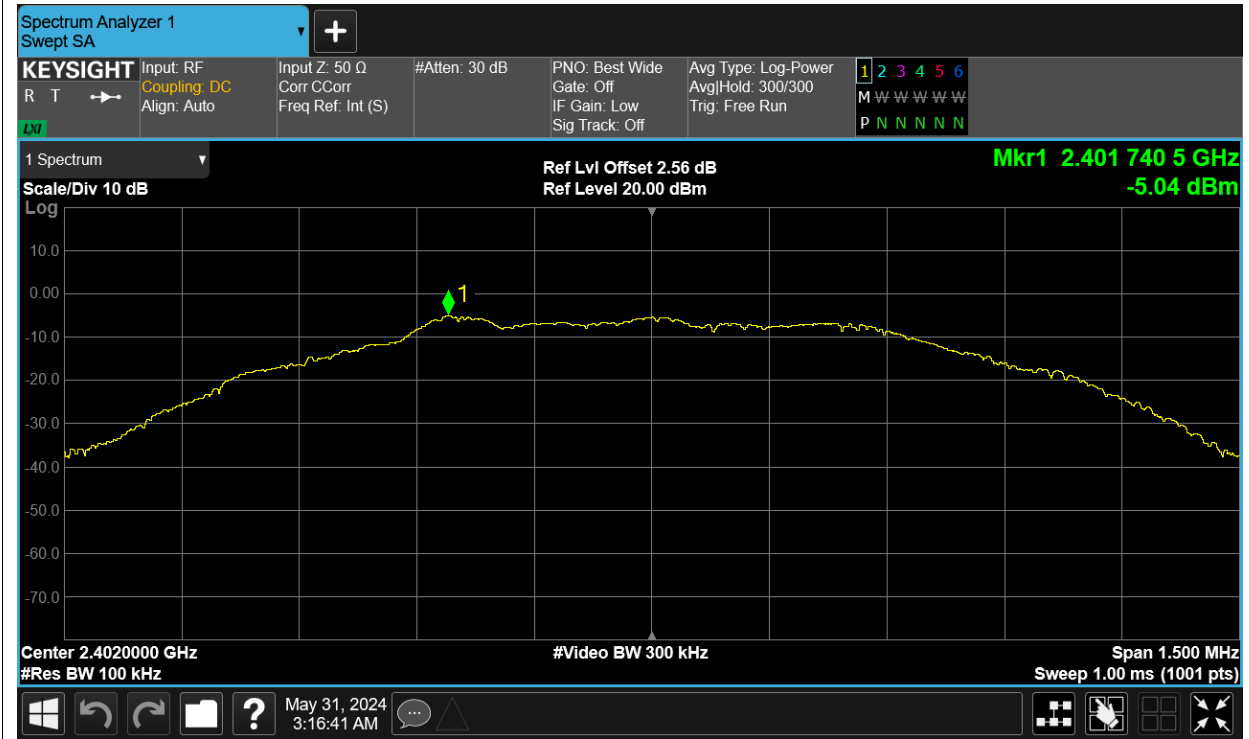 Spectrum Analyzer 1
Swept SA
KEYSIGHT
R T
LXI
Input: RF
Coupling: DC
Align: Auto
Input Z: 50 Ω
Corr CCorr
Freq Ref: Int (S)
#Atten: 30 dB
PNO: Best Wide
Gate: Off
IF Gain: Low
Sig Track: Off
Avg Type: Log-Power
Avg|Hold: 300/300
Trig: Free Run
1 2 3 4 5 6
M W W W W W
P N N N N N
1 Spectrum
Scale/Div 10 dB
Ref Lvl Offset 2.56 dB
Ref Level 20.00 dBm
Mkr1 2.401 740 5 GHz
-5.04 dBm
Log
10.0
0.00
-10.0
-20.0
-30.0
-40.0
-50.0
-60.0
-70.0
1
Center 2.4020000 GHz
#Res BW 100 kHz
#Video BW 300 kHz
Span 1.500 MHz
Sweep 1.00 ms (1001 pts)
?
May 31, 2024
3:16:41 AM